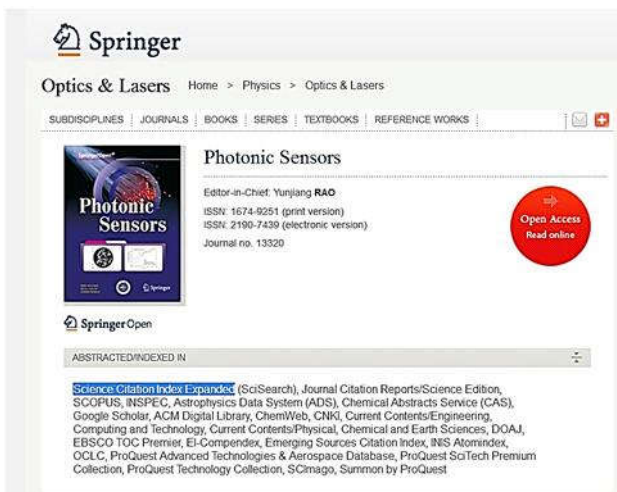 Springer
Optics & Lasers Home > Physics > Optics & Lasers
SUBDISCIPLINES JOURNALS BOOKS SERIES TEXTBOOKS REFERENCE WORKS
Photonic Sensors
Editor-in-Chief: Yunjiang RAO
ISSN: 1674-9251 (print version)
ISSN: 2190-7439 (electronic version)
Journal no. 13320
Photonic
Sensors
Springer
Open Access
Read online
Springer Open
ABSTRACTED/INDEXED IN
Science Citation Index Expanded (SciSearch), Journal Citation Reports/Science Edition,
SCOPUS, INSPEC, Astrophysics Data System (ADS), Chemical Abstracts Service (CAS),
Google Scholar, ACM Digital Library, ChemWeb, CNKI, Current Contents/Engineering,
Computing and Technology, Current Contents/Physical, Chemical and Earth Sciences, DOAJ,
EBSCO TOC Premier, EI-Compendex, Emerging Sources Citation Index, INIS Atomindex,
OCLC, ProQuest Advanced Technologies & Aerospace Database, ProQuest SciTech Premium
Collection, ProQuest Technology Collection, SCImago, Summon by ProQuest